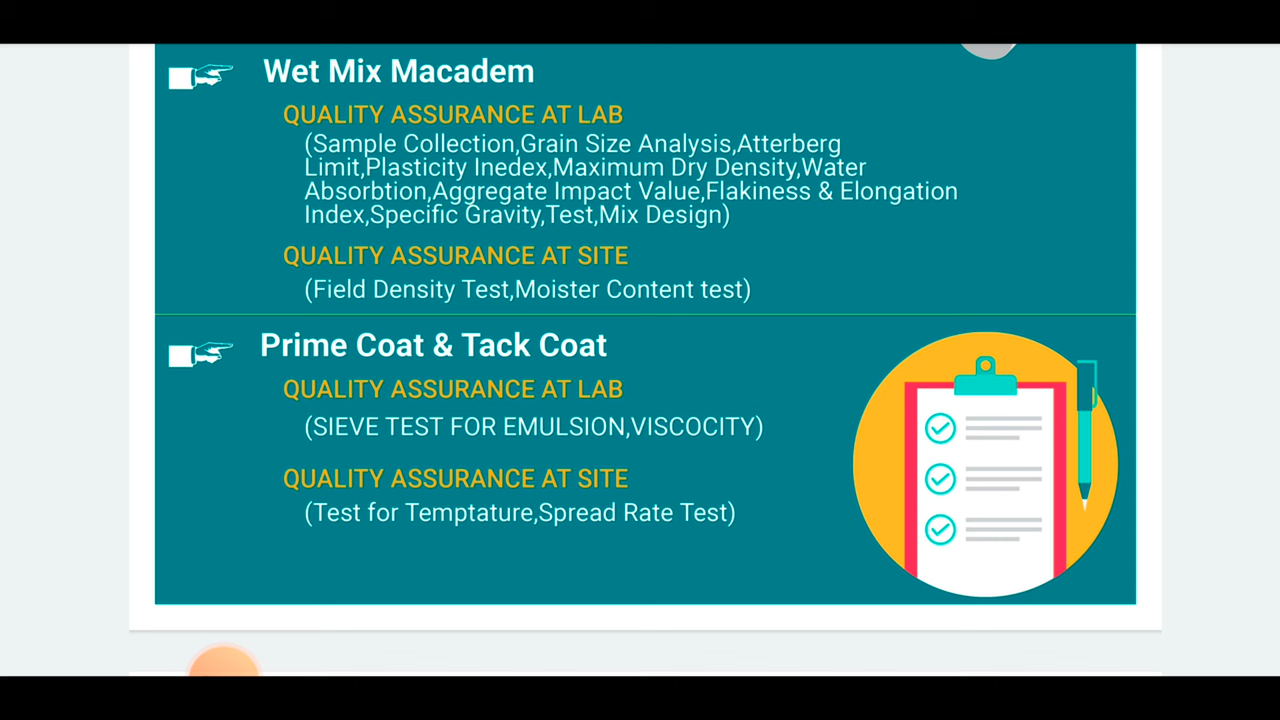 Wet Mix Macadem
QUALITY ASSURANCE AT LAB
(Sample Collection,Grain Size Analysis,Atterberg
Limit,Plasticity Inedex,Maximum Dry Density,Water
Absorbtion,Aggregate Impact Value,Flakiness & Elongation
Index,Specific Gravity,Test,Mix Design)
QUALITY ASSURANCE AT SITE
(Field Density Test,Moister Content test)
Prime Coat & Tack Coat
QUALITY ASSURANCE AT LAB
(SIEVE TEST FOR EMULSION,VISCOCITY)
QUALITY ASSURANCE AT SITE
(Test for Temptature,Spread Rate Test)